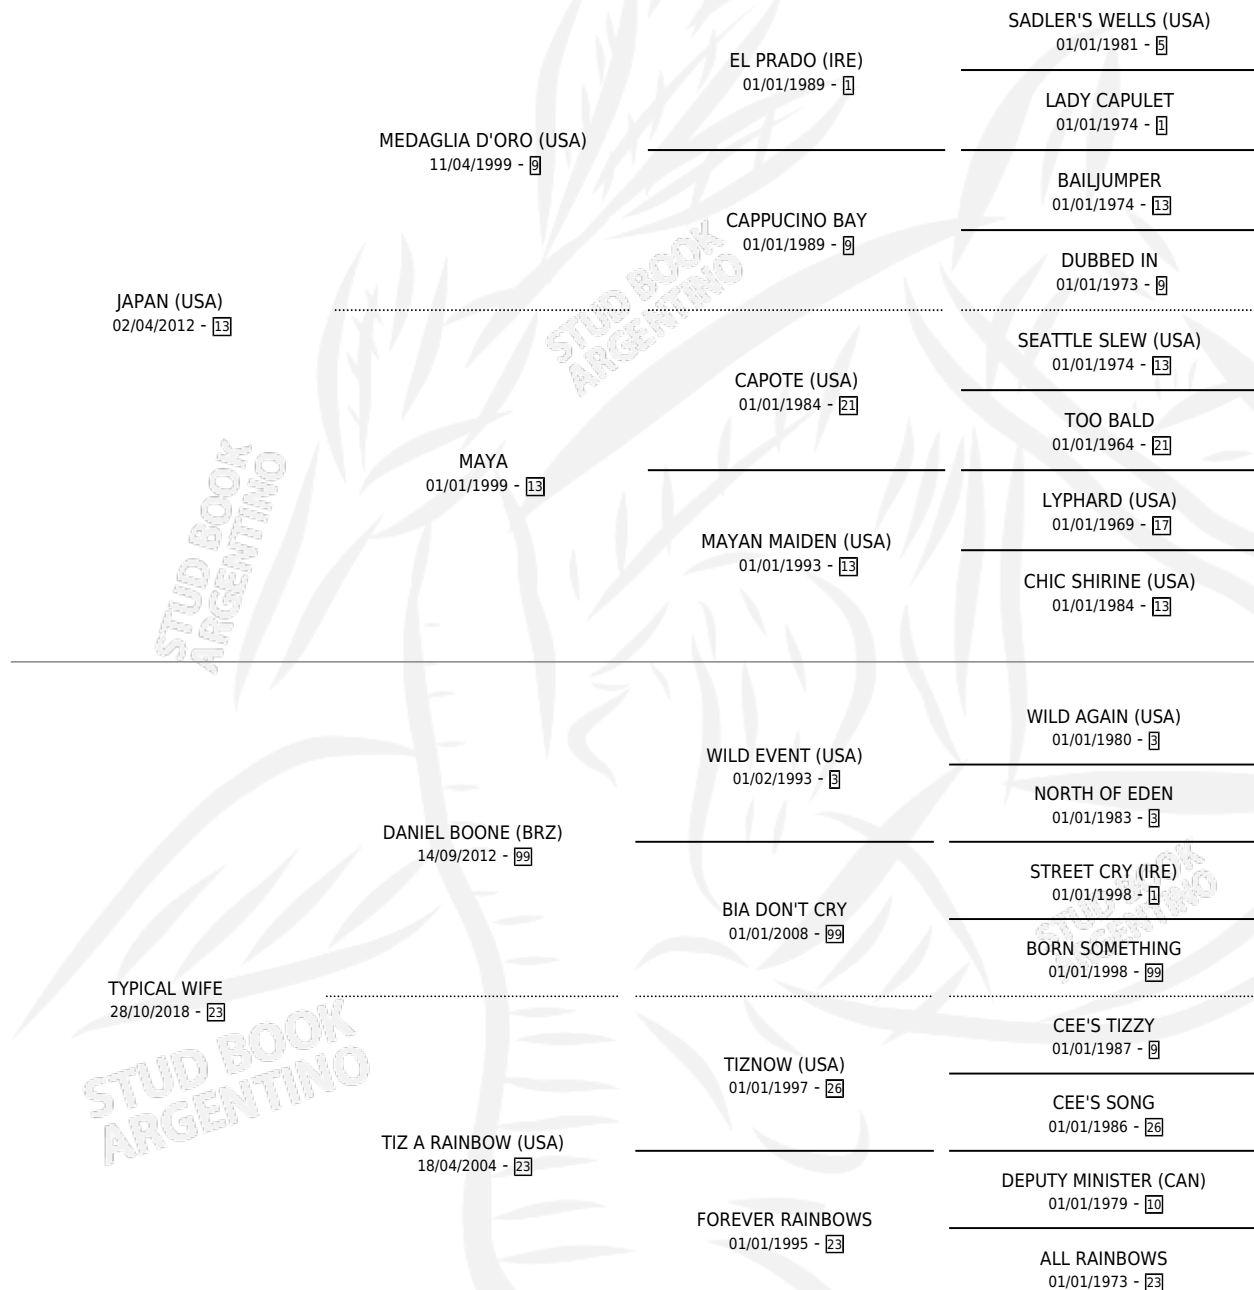 SADLER'S WELLS (USA)
01/01/1981 - 5
EL PRADO (IRE)
01/01/1989 - 1
LADY CAPULET
01/01/1974 - 1
MEDAGLIA D'ORO (USA)
11/04/1999 - 9
BAILJUMPER
01/01/1974 - 13
CAPPUCINO BAY
01/01/1989 - 9
DUBBED IN
01/01/1973 - 9
JAPAN (USA)
02/04/2012 - 13
SEATTLE SLEW (USA)
01/01/1974 - 13
CAPOTE (USA)
01/01/1984 - 21
TOO BALD
01/01/1964 - 21
MAYA
01/01/1999 - 13
LYPHARD (USA)
01/01/1969 - 17
MAYAN MAIDEN (USA)
01/01/1993 - 13
CHIC SHIRINE (USA)
01/01/1984 - 13
WILD AGAIN (USA)
01/01/1980 - 3
WILD EVENT (USA)
01/02/1993 - 3
NORTH OF EDEN
01/01/1983 - 3
DANIEL BOONE (BRZ)
14/09/2012 - 99
STREET CRY (IRE)
01/01/1998 - 1
BIA DON'T CRY
01/01/2008 - 99
BORN SOMETHING
01/01/1998 - 99
TYPICAL WIFE
28/10/2018 - 23
CEE'S TIZZY
01/01/1987 - 9
TIZNOW (USA)
01/01/1997 - 26
CEE'S SONG
01/01/1986 - 26
TIZ A RAINBOW (USA)
18/04/2004 - 23
DEPUTY MINISTER (CAN)
01/01/1979 - 10
FOREVER RAINBOWS
01/01/1995 - 23
ALL RAINBOWS
01/01/1973 - 23
STUD BOOK
ARGENTINO
STUD BOOK
ARGENTINO
STUD BOOK
ARGENTINO
STUD BOOK
ARGENTINO